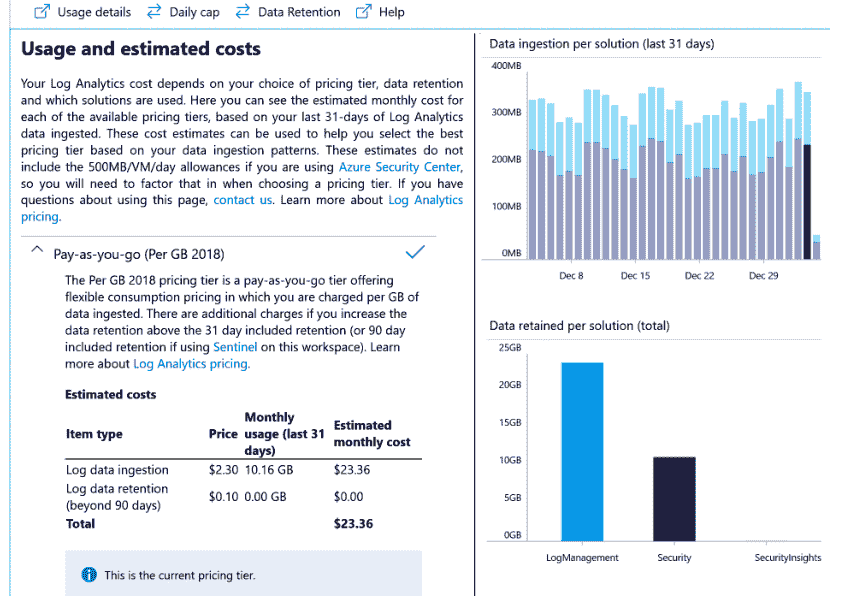 Usage details Daily cap Data Retention Help
Usage and estimated costs
Your Log Analytics cost depends on your choice of pricing tier, data retention
and which solutions are used. Here you can see the estimated monthly cost for
each of the available pricing tiers, based on your last 31-days of Log Analytics
data ingested. These cost estimates can be used to help you select the best
pricing tier based on your data ingestion patterns. These estimates do not
include the 500MB/VM/day allowances if you are using Azure Security Center,
so you will need to factor that in when choosing a pricing tier. If you have
questions about using this page, contact us. Learn more about Log Analytics
pricing.
Pay-as-you-go (Per GB 2018)
The Per GB 2018 pricing tier is a pay-as-you-go tier offering
flexible consumption pricing in which you are charged per GB of
data ingested. There are additional charges if you increase the
data retention above the 31 day included retention (or 90 day
included retention if using Sentinel on this workspace). Learn
more about Log Analytics pricing.
Estimated costs
Item type Price Monthly usage (last 31 days) Estimated monthly cost
Log data ingestion $2.30 10.16 GB $23.36
Log data retention
(beyond 90 days) $0.10 0.00 GB $0.00
Total $23.36
This is the current pricing tier.
Data ingestion per solution (last 31 days)
400MB
300MB
200MB
100MB
0MB
Dec 8 Dec 15 Dec 22 Dec 29
Data retained per solution (total)
25GB
20GB
15GB
10GB
5GB
0GB
LogManagement Security SecurityInsights